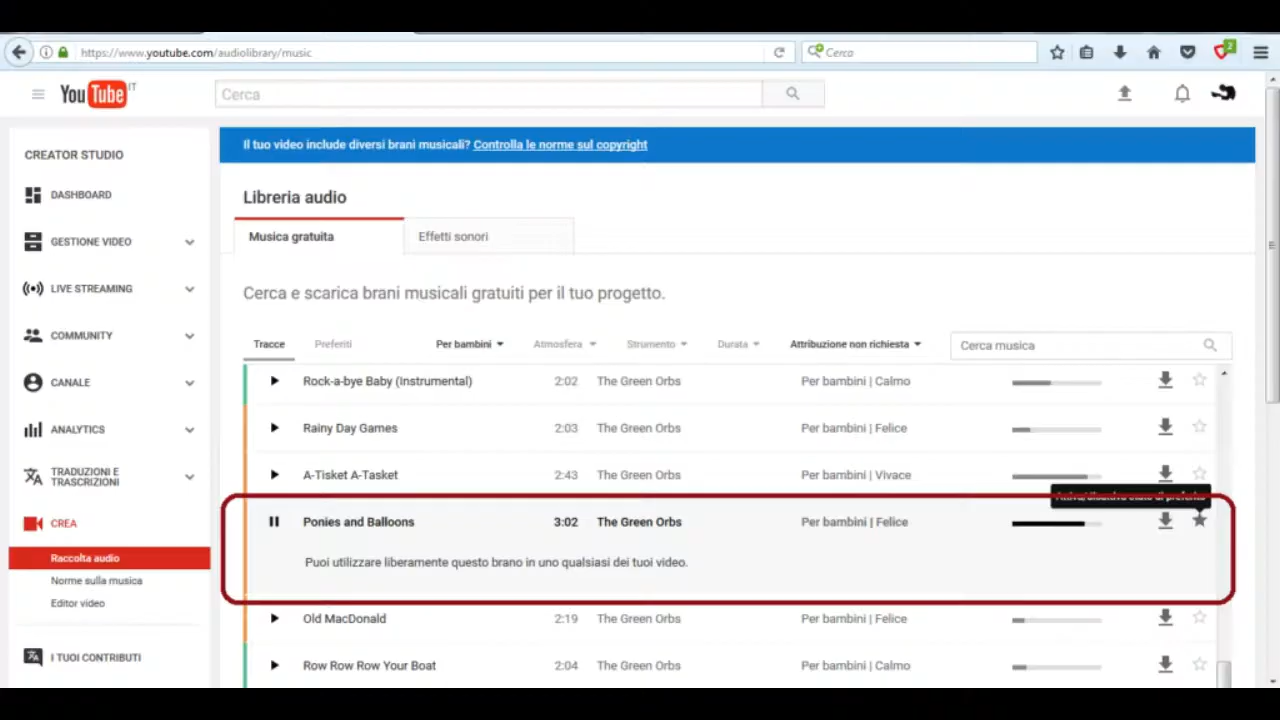 https://www.youtube.com/audiolibrary/music
Cerca
YouTube IT
Cerca
CREATOR STUDIO
DASHBOARD
GESTIONE VIDEO
LIVE STREAMING
COMMUNITY
CANALE
ANALYTICS
TRADUZIONI E
TRASCRIZIONI
CREA
Raccolta audio
Norme sulla musica
Editor video
I TUOI CONTRIBUTI
Il tuo video include diversi brani musicali? Controlla le norme sul copyright
Libreria audio
Musica gratuita Effetti sonori
Cerca e scarica brani musicali gratuiti per il tuo progetto.
Tracce Preferiti Per bambini Atmosfera Strumento Durata Attribuzione non richiesta Cerca musica
Rock-a-bye Baby (Instrumental) 2:02 The Green Orbs Per bambini | Calmo
Rainy Day Games 2:03 The Green Orbs Per bambini | Felice
A-Tisket A-Tasket 2:43 The Green Orbs Per bambini | Vivace
Ponies and Balloons 3:02 The Green Orbs Per bambini | Felice
Puoi utilizzare liberamente questo brano in uno qualsiasi dei tuoi video.
Old MacDonald 2:19 The Green Orbs Per bambini | Felice
Row Row Row Your Boat 2:04 The Green Orbs Per bambini | Calmo